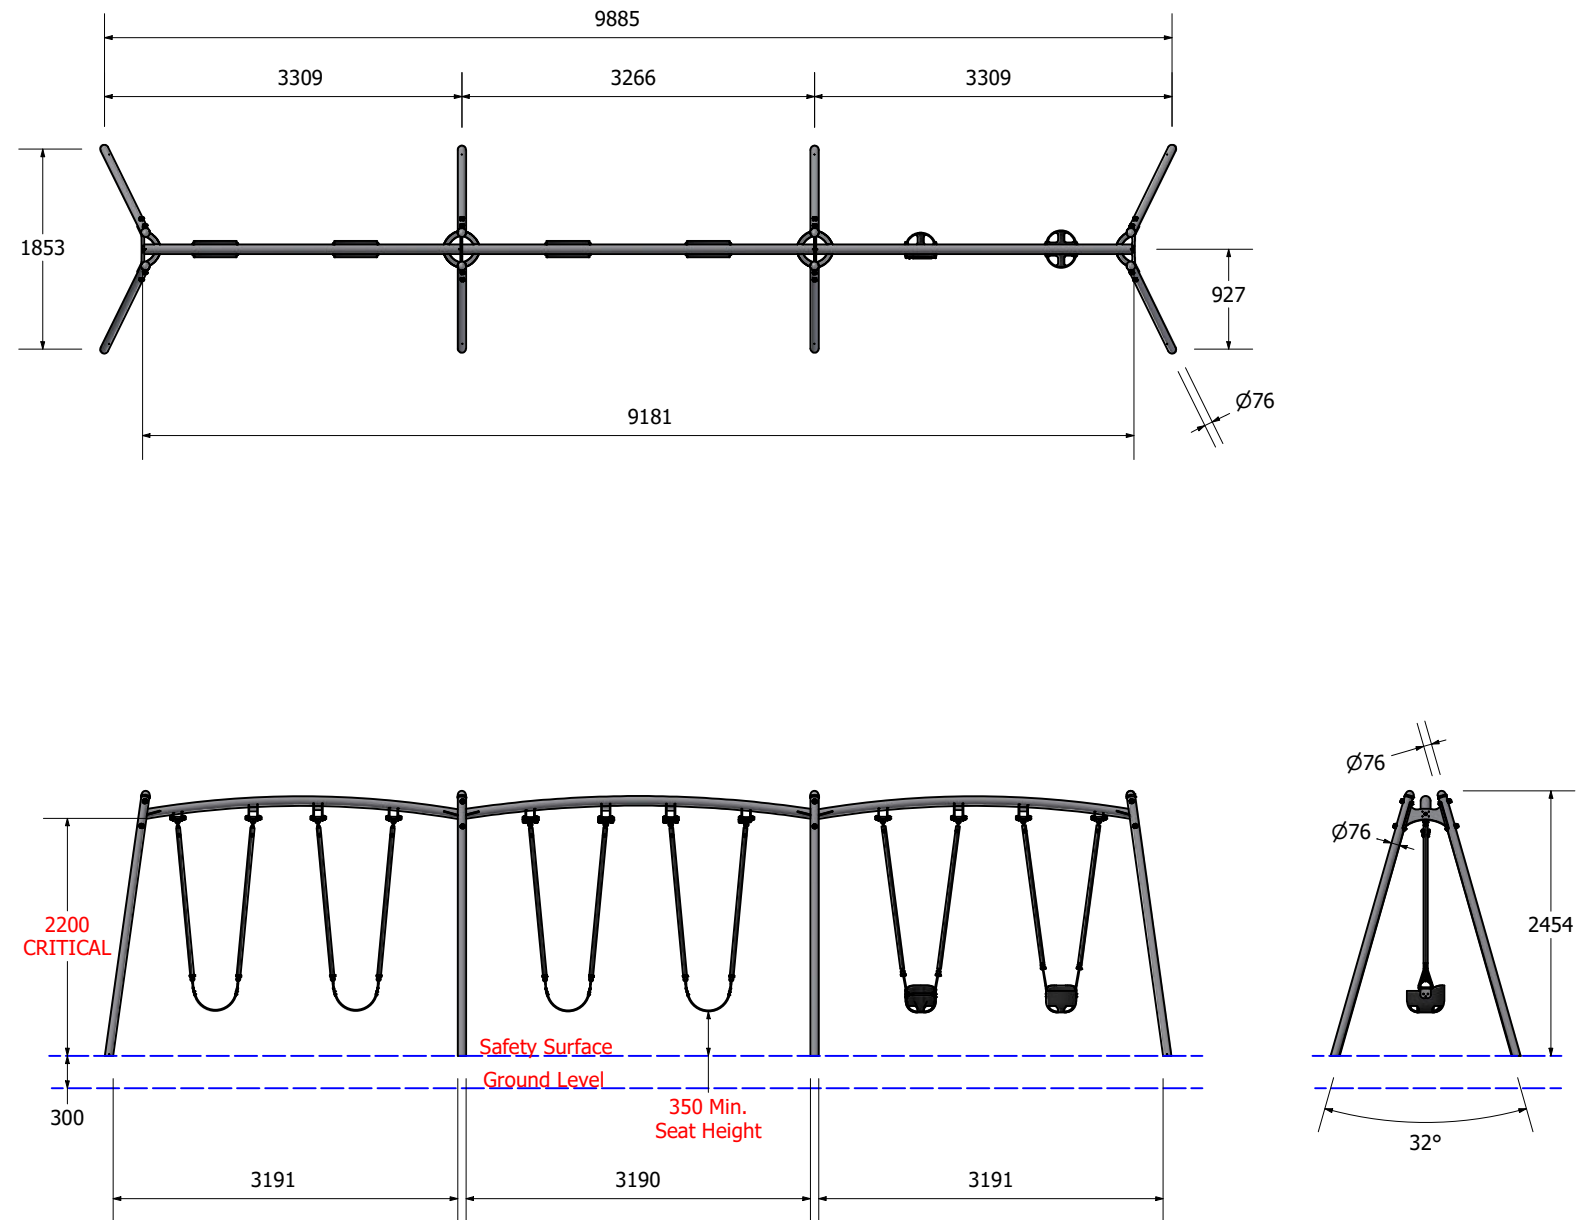 9885
3309
3266
3309
1853
927
Ø76
9181
Ø76
Ø76
2200
CRITICAL
2454
Safety Surface
Ground Level
300
350 Min.
Seat Height
32°
3191
3190
3191